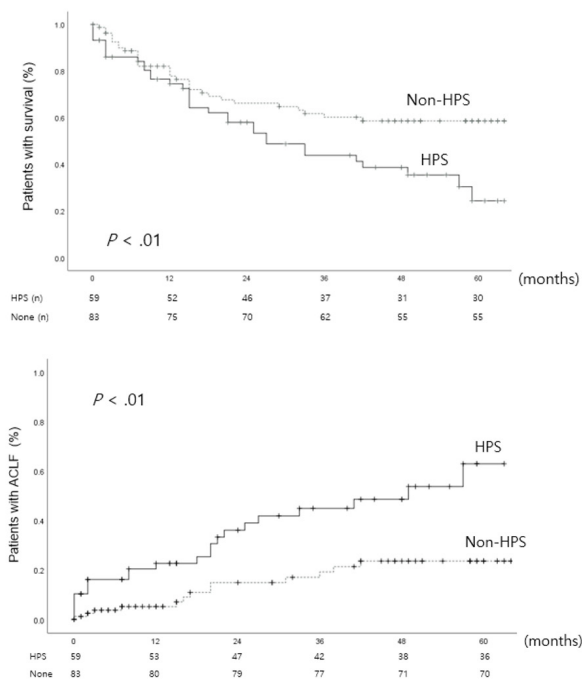 Patients with survival (%)
1.0
0.8
0.6
0.4
0.2
0.0
Non-HPS
HPS
P < .01
0 12 24 36 48 60 (months)
HPS (n) 59 52 46 37 31 30
None (n) 83 75 70 62 55 55
Patients with ACLF (%)
1.0
0.8
0.6
0.4
0.2
0.0
P < .01
HPS
Non-HPS
0 12 24 36 48 60 (months)
HPS 59 53 47 42 38 36
None 83 80 79 77 71 70